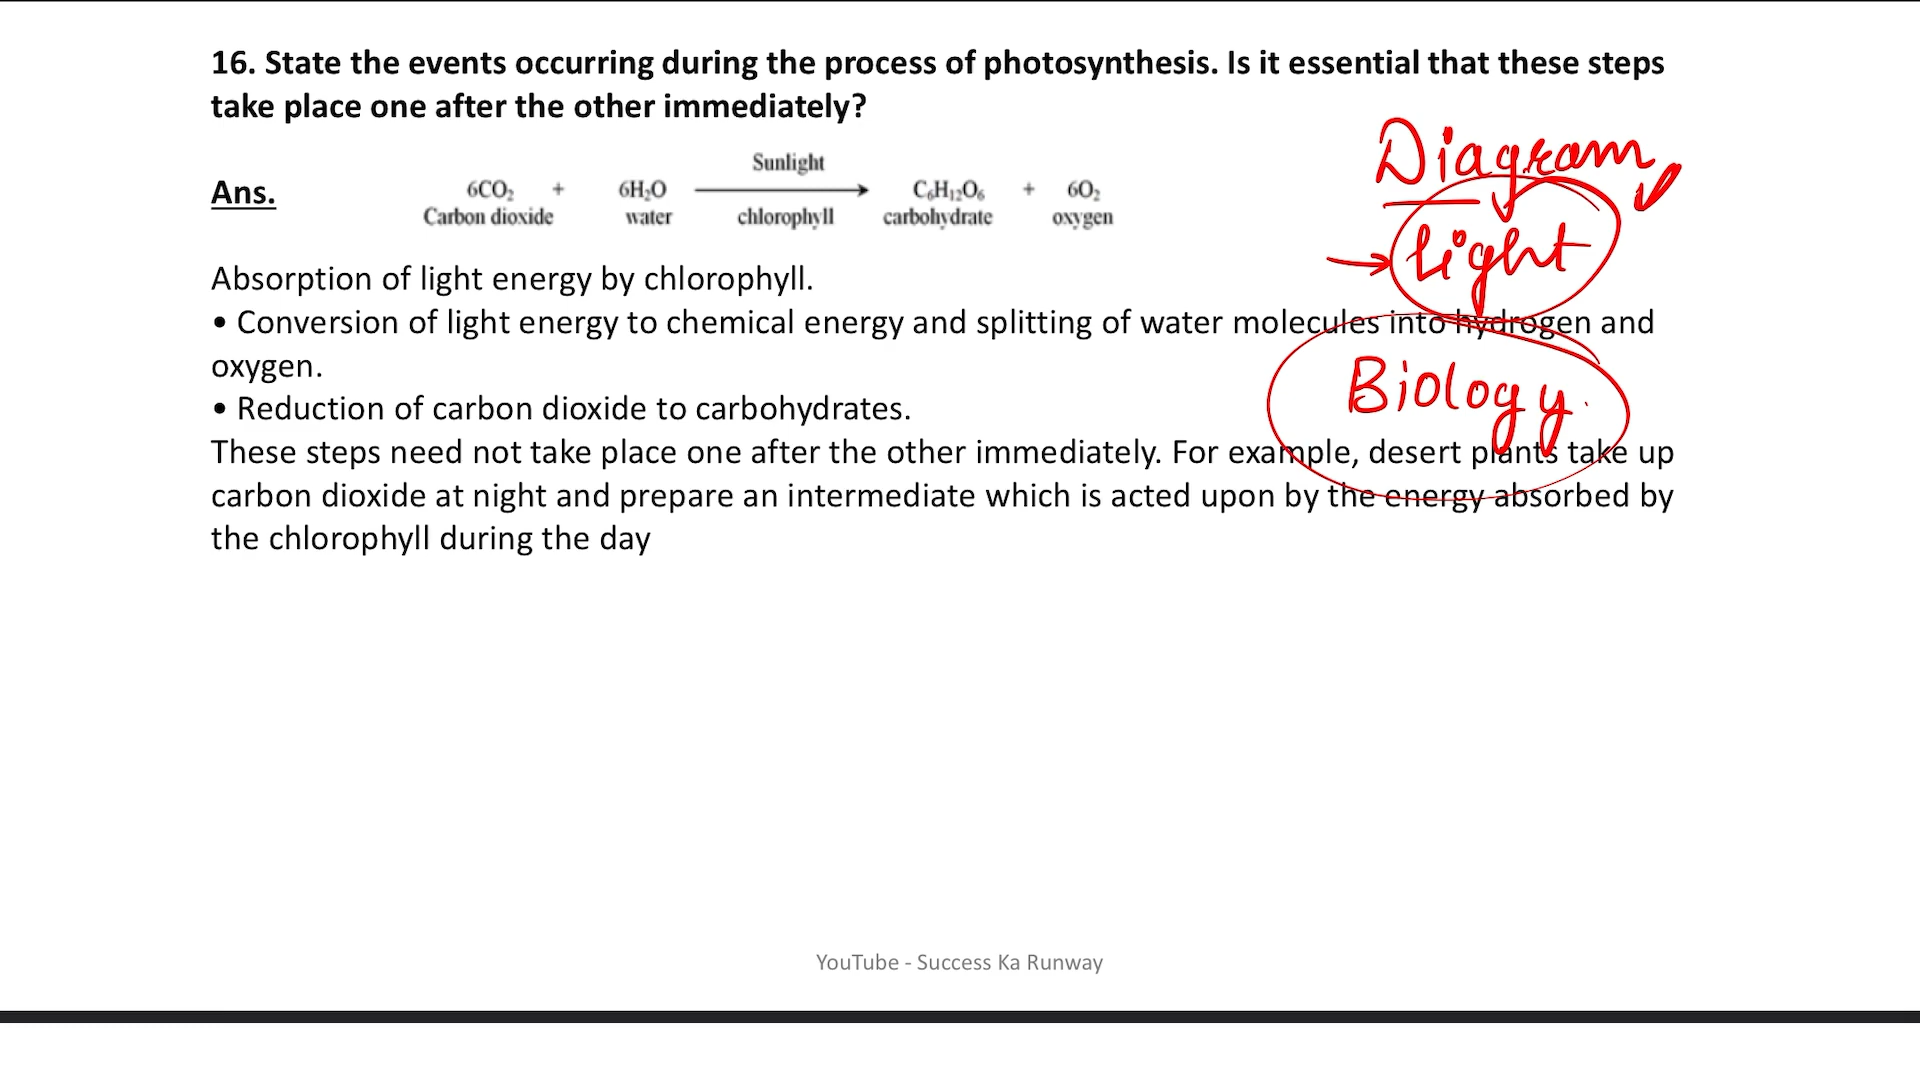 16. State the events occurring during the process of photosynthesis. Is it essential that these steps
take place one after the other immediately?
Diagram
Sunlight
Ans. 6CO₂ + 6H₂O C₆H₁₂O₆ + 6O₂
Carbon dioxide water chlorophyll carbohydrate oxygen
light
Absorption of light energy by chlorophyll.
• Conversion of light energy to chemical energy and splitting of water molecules into hydrogen and
oxygen.
Biology
• Reduction of carbon dioxide to carbohydrates.
These steps need not take place one after the other immediately. For example, desert plants take up
carbon dioxide at night and prepare an intermediate which is acted upon by the energy absorbed by
the chlorophyll during the day
YouTube - Success Ka Runway